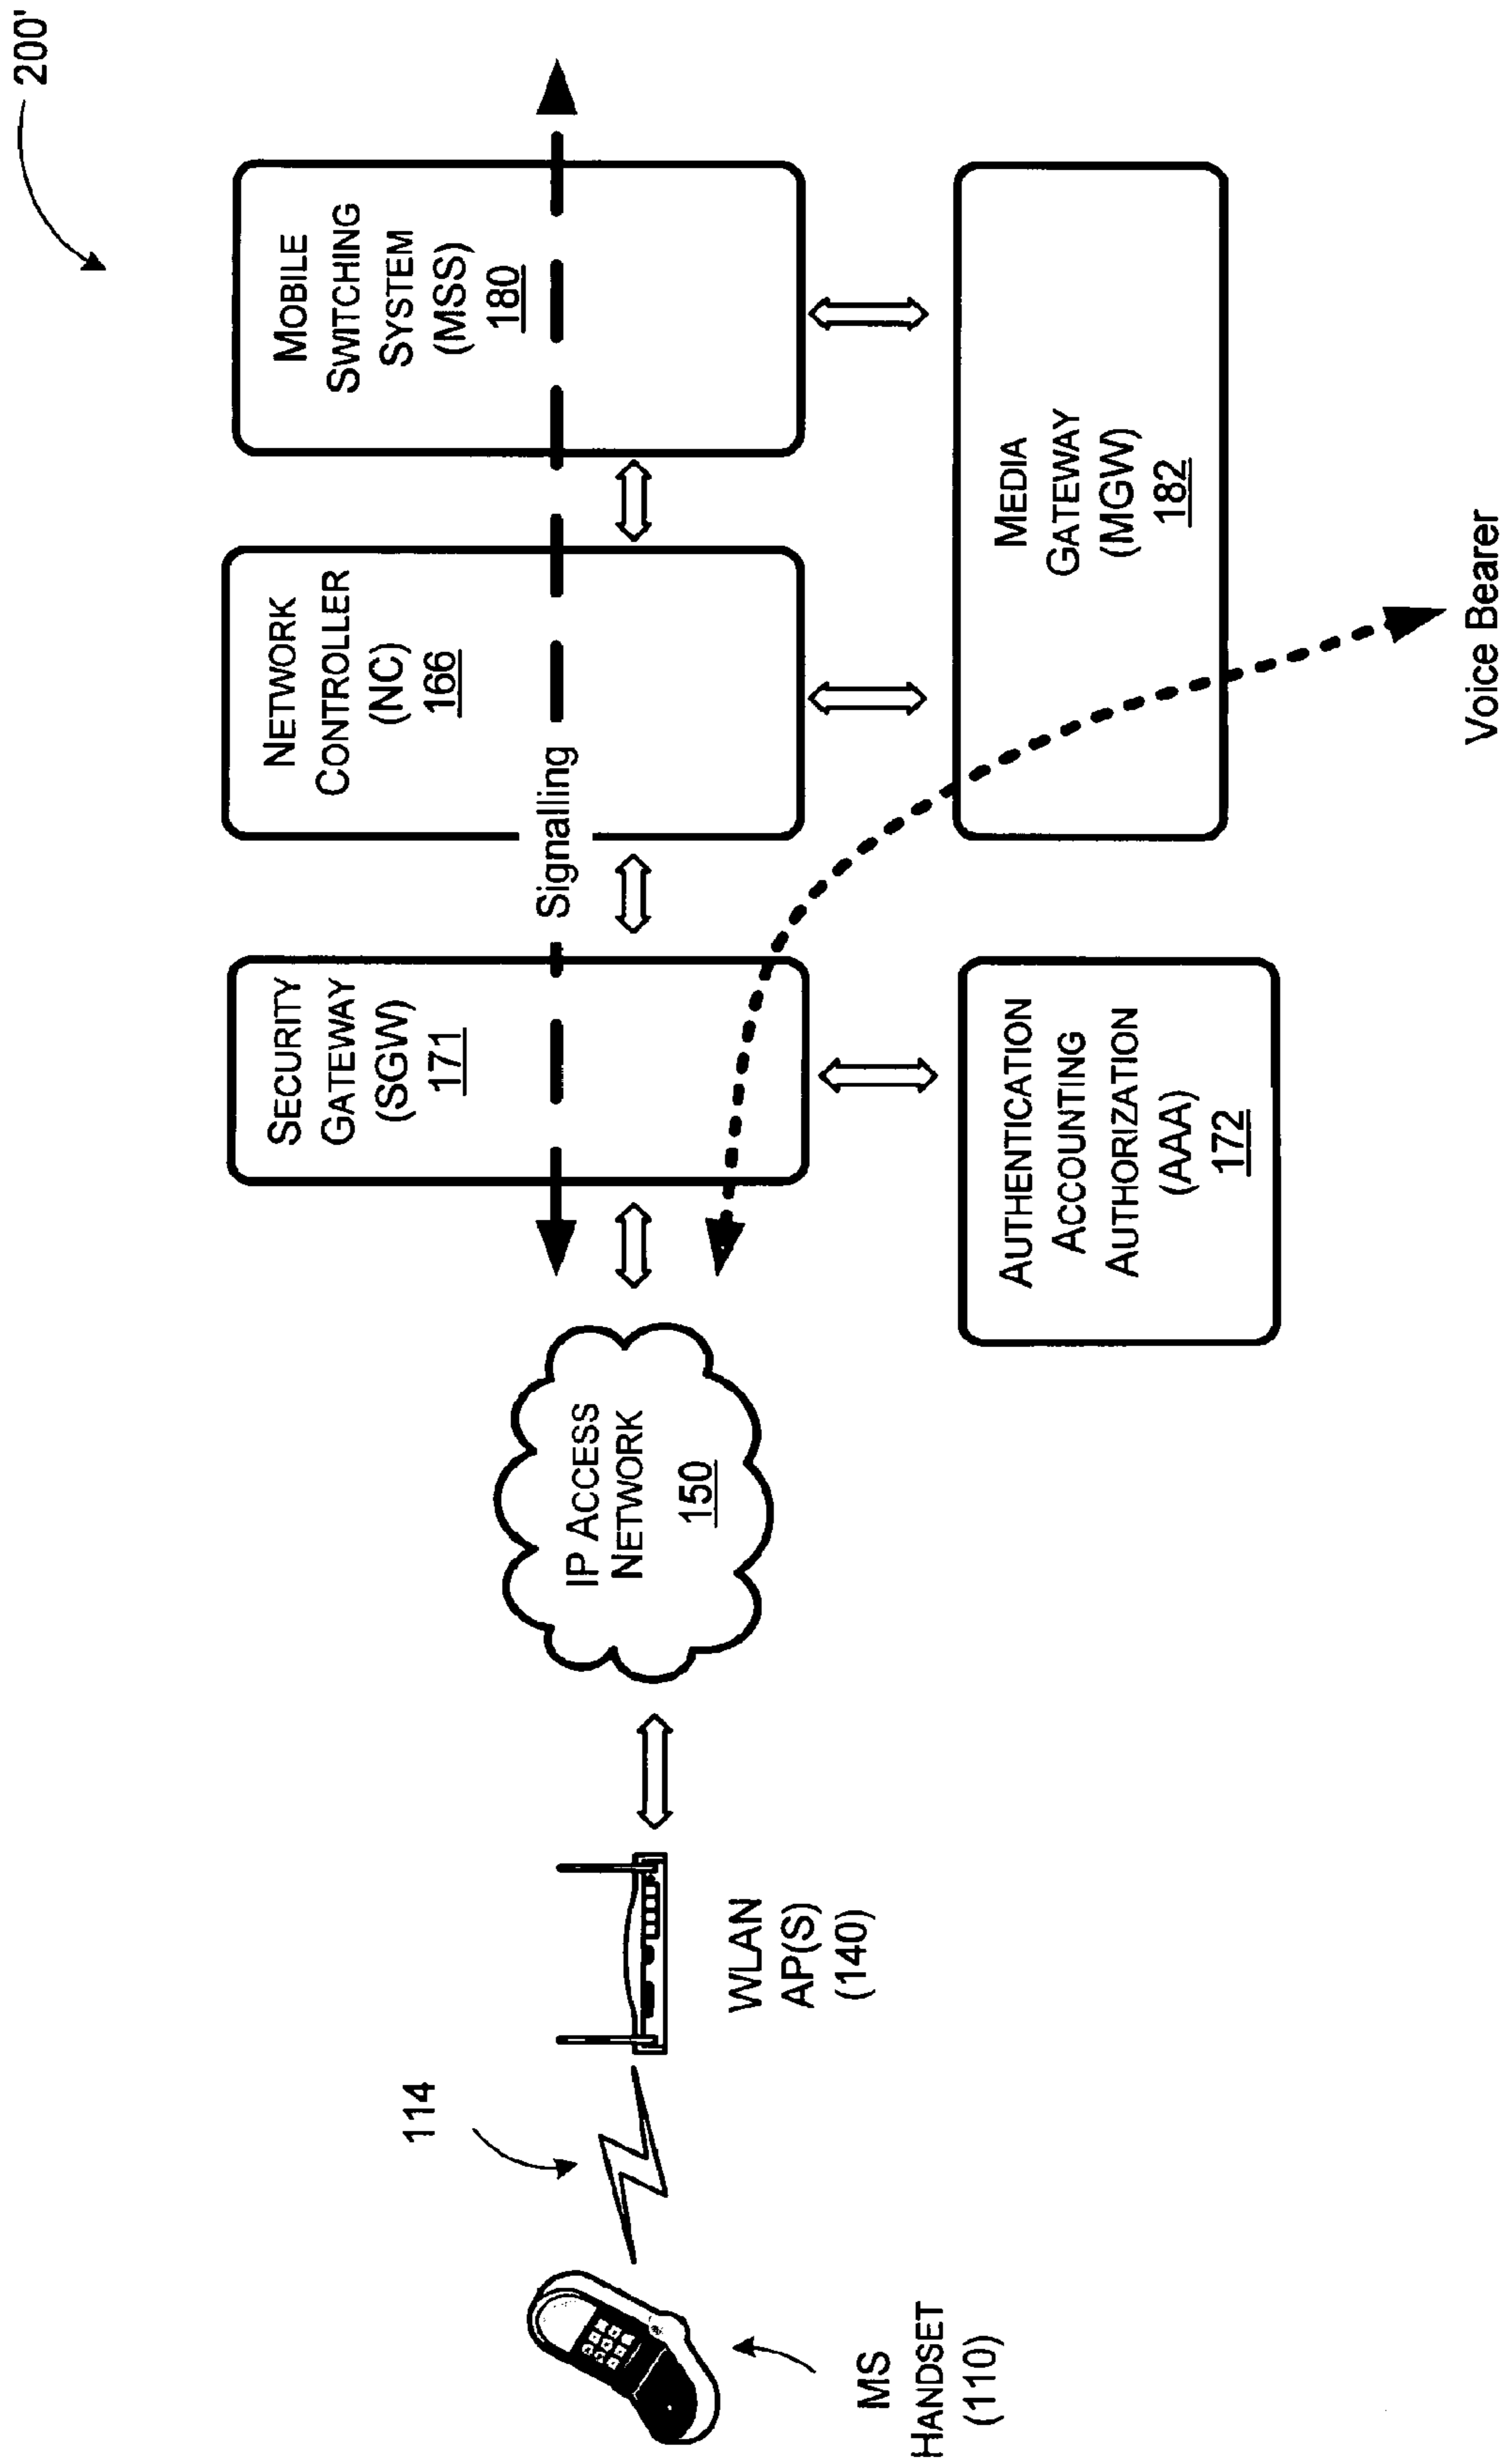 200'
MOBILE
SWITCHING
SYSTEM
(MSS)
180
NETWORK
CONTROLLER
(NC)
166
SECURITY
GATEWAY
(SGW)
171
Signalling
IP ACCESS
NETWORK
150
114
MS
HANDSET
(110)
WLAN
AP(S)
(140)
AUTHENTICATION
ACCOUNTING
AUTHORIZATION
(AAA)
172
MEDIA
GATEWAY
(MGW)
182
Voice Bearer